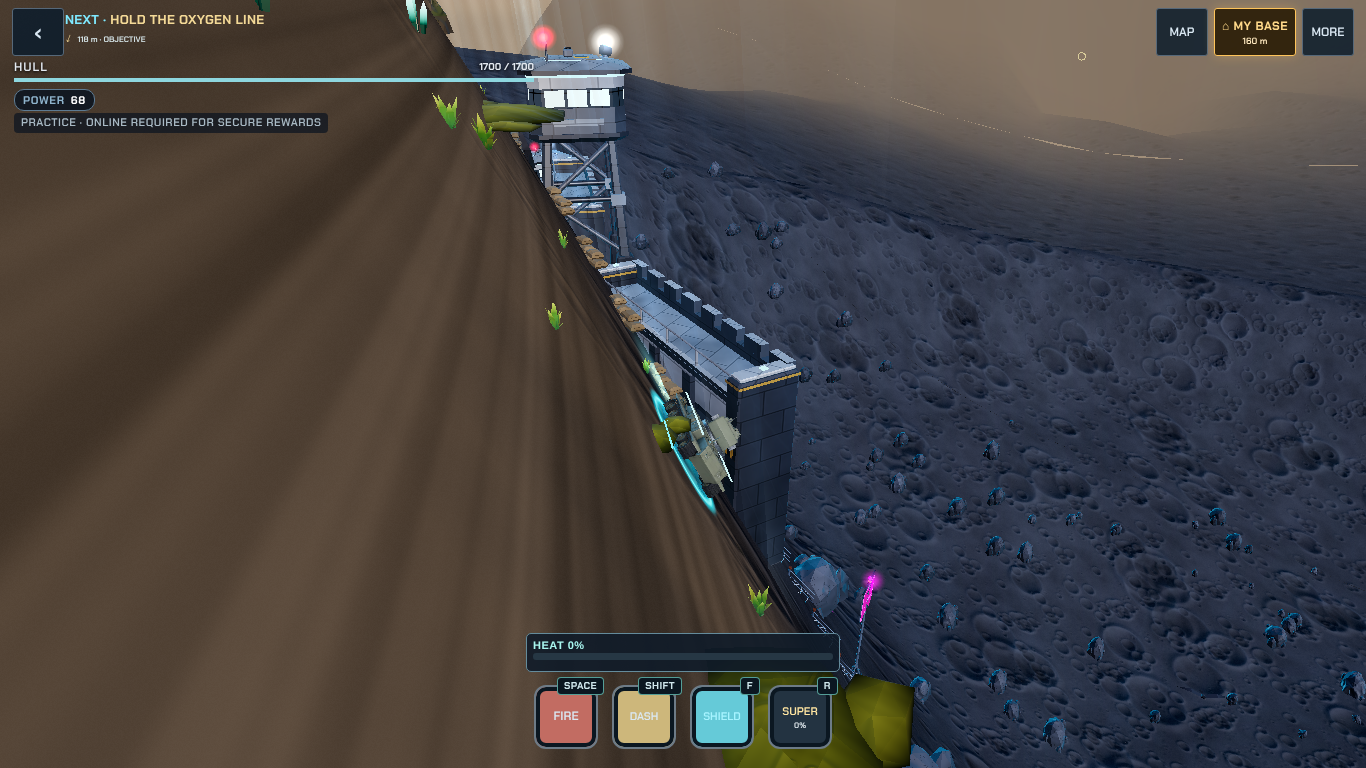 ‹
NEXT · HOLD THE OXYGEN LINE
118 m · OBJECTIVE
HULL
1700 / 1700
POWER 68
PRACTICE · ONLINE REQUIRED FOR SECURE REWARDS
MAP
⌂ MY BASE
160 m
MORE
HEAT 0%
SPACE
FIRE
SHIFT
DASH
F
SHIELD
R
SUPER
0%